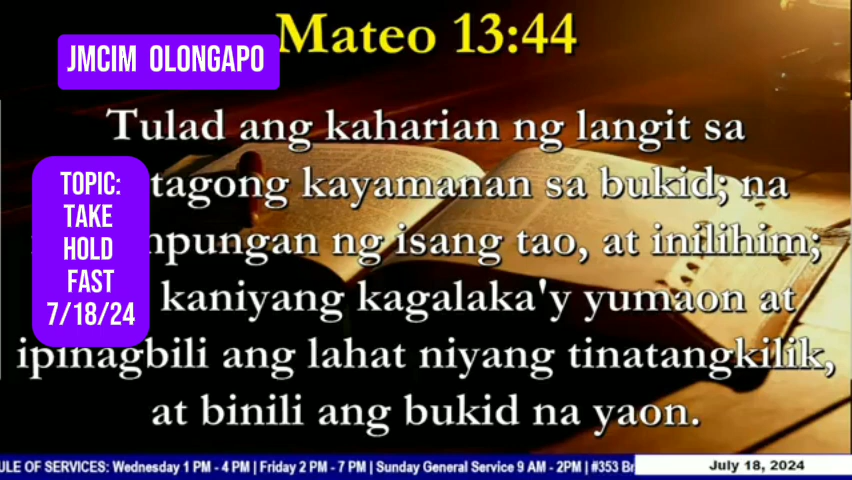 Mateo 13:44
JMCIM OLONGAPO
Tulad ang kaharian ng langit sa
tagong kayamanan sa bukid; na
ng isang tao, at inilihim;
kaniyang kagalaka'y yumaon at
ipinagbili ang lahat niyang tinatangkilik,
at binili ang bukid na yaon.
TOPIC:
TAKE
HOLD
FAST
7/18/24
OF SERVICES: Wednesday 1 PM - 4 PM | Friday 2 PM - 7 PM | Sunday General Service 9 AM - 2PM | #353
July 18, 2024